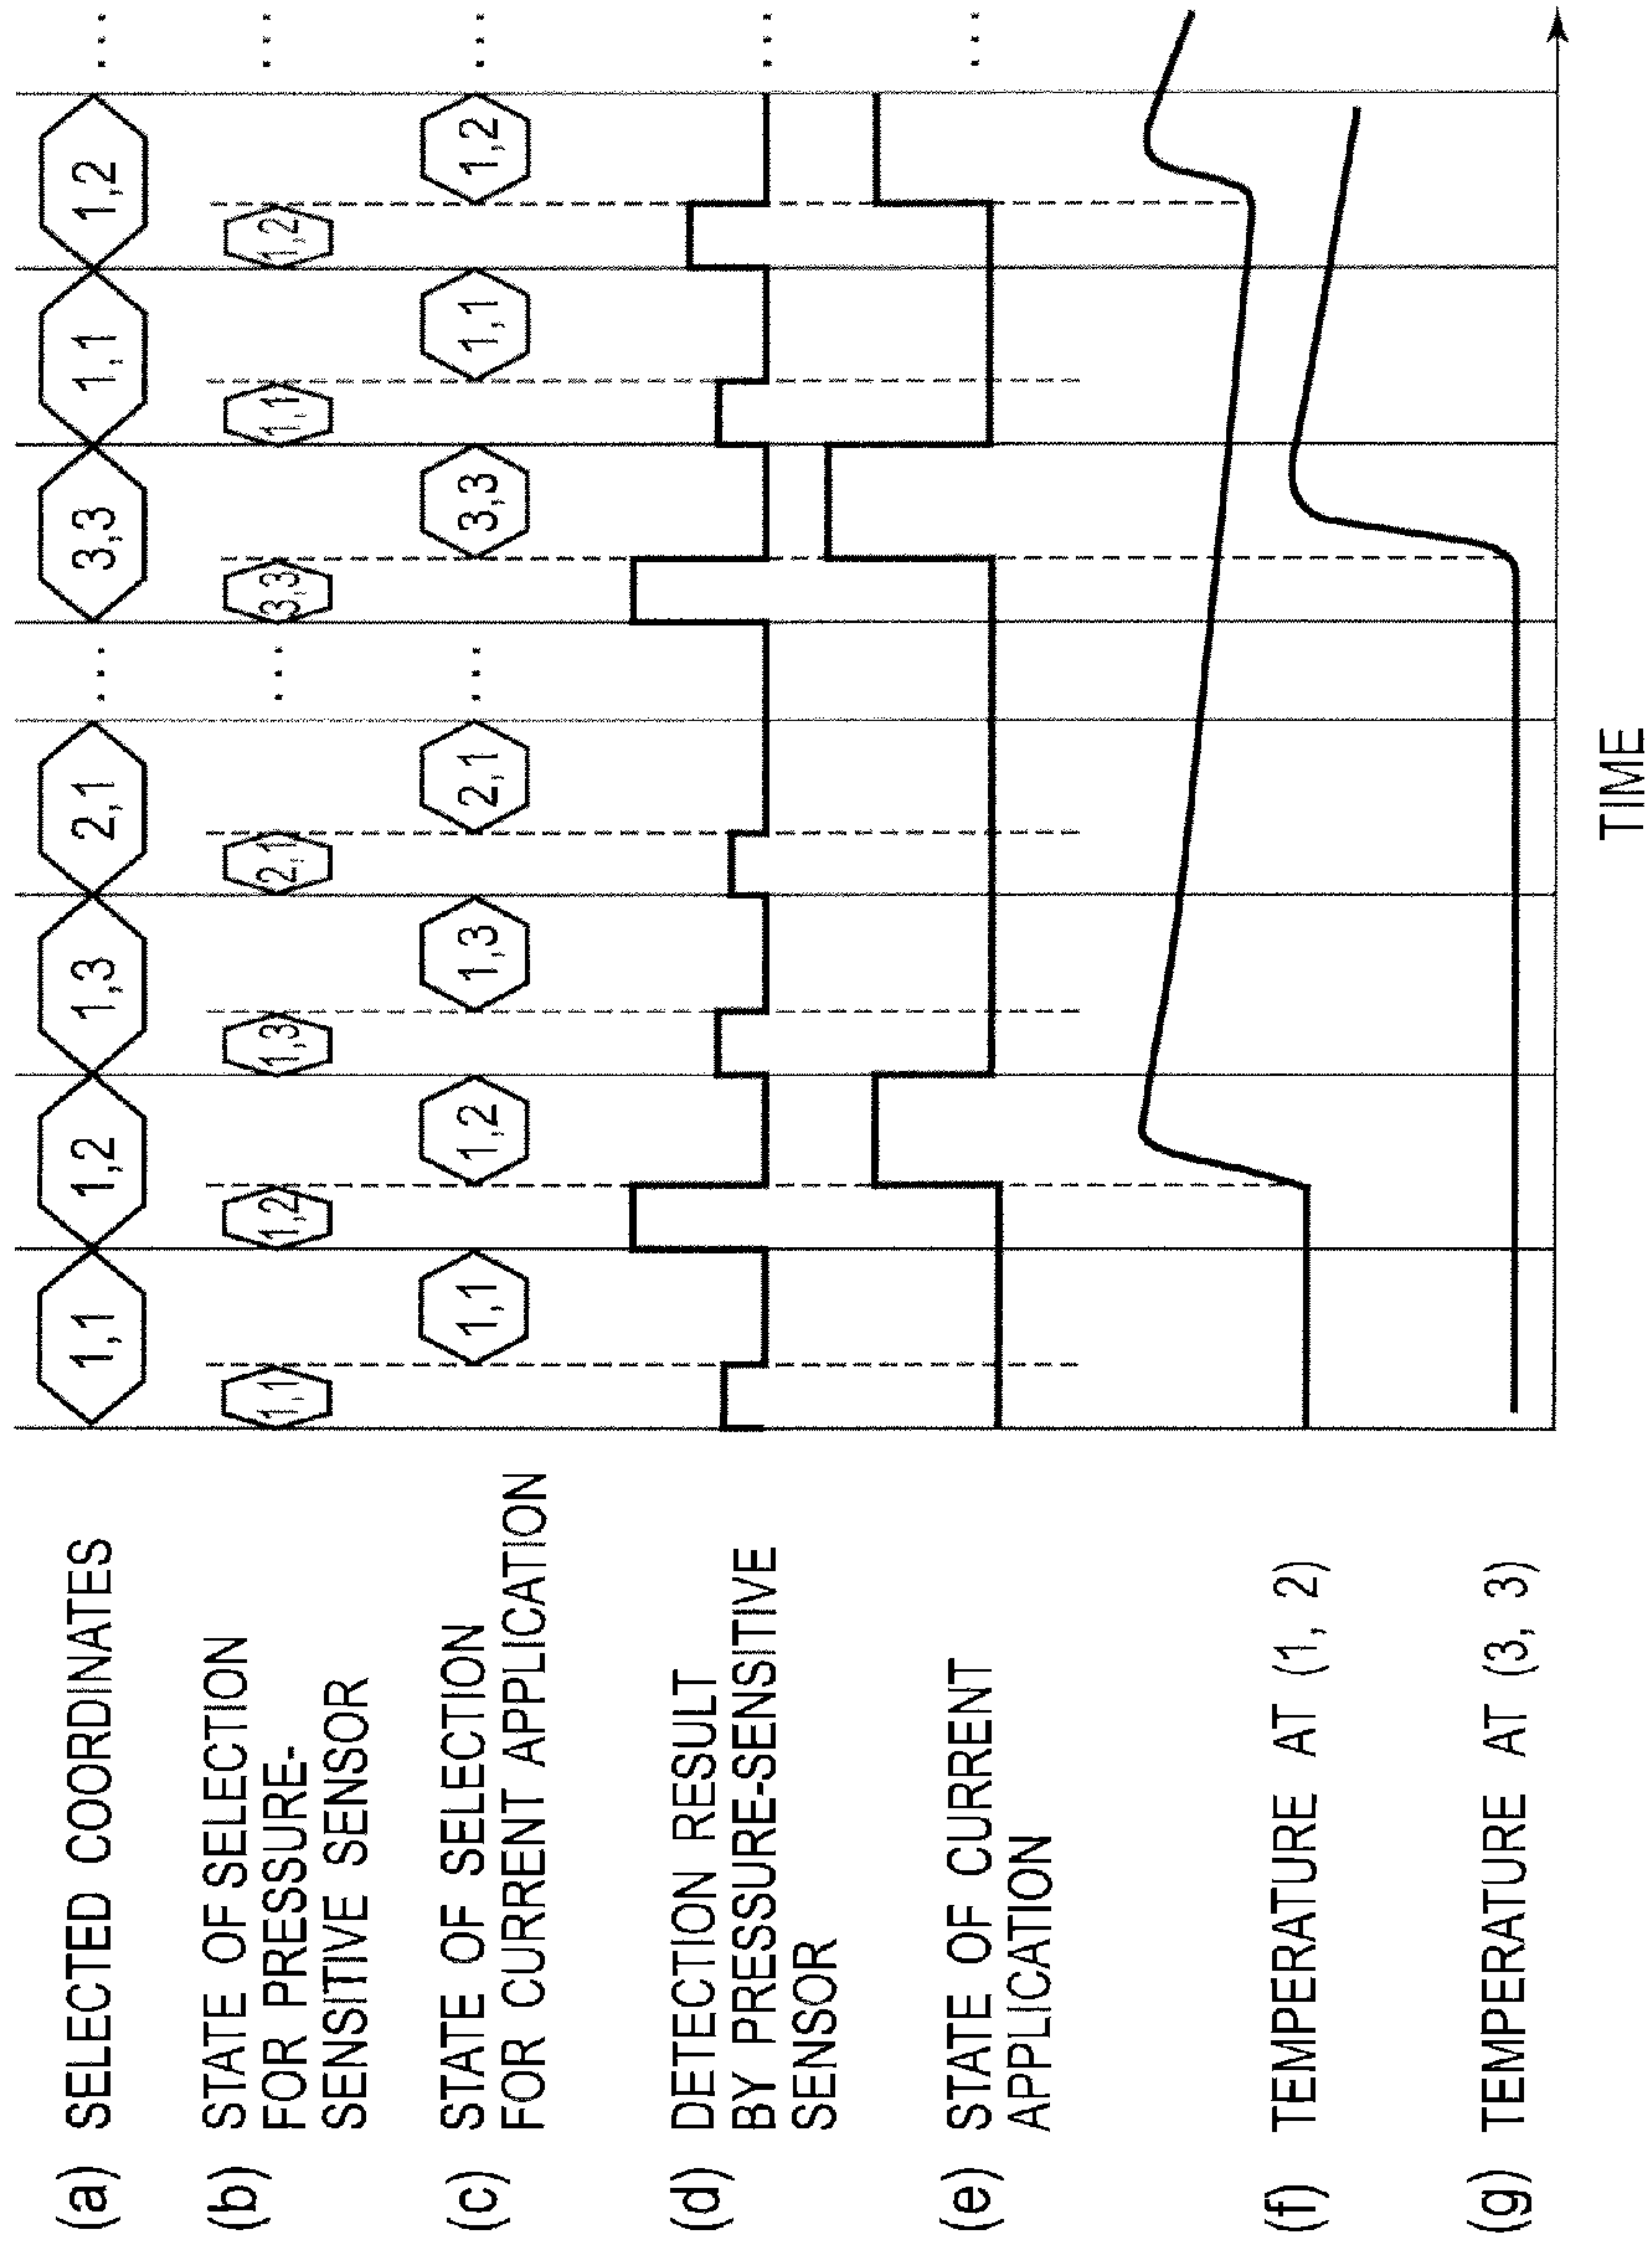 (a) SELECTED COORDINATES
1,1 1,2 1,3 2,1 ... 3,3 1,1 1,2 ...
(b) STATE OF SELECTION
FOR PRESSURE-
SENSITIVE SENSOR
1,1 1,2 1,3 2,1 ... 3,3 1,1 1,2 ...
(c) STATE OF SELECTION
FOR CURRENT APPLICATION
1,1 1,2 1,3 2,1 ... 3,3 1,1 1,2 ...
(d) DETECTION RESULT
BY PRESSURE-SENSITIVE
SENSOR
...
(e) STATE OF CURRENT
APPLICATION
...
(f) TEMPERATURE AT (1, 2)
(g) TEMPERATURE AT (3, 3)
TIME